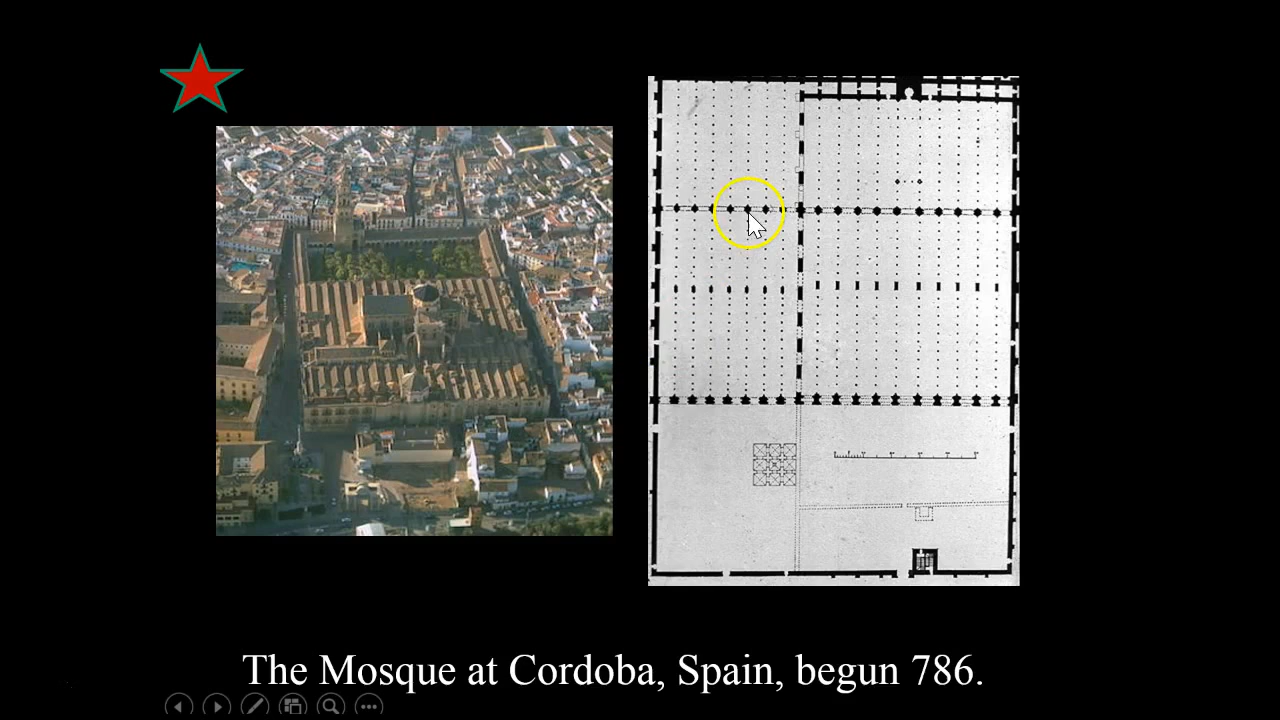 The Mosque at Cordoba, Spain, begun 786.